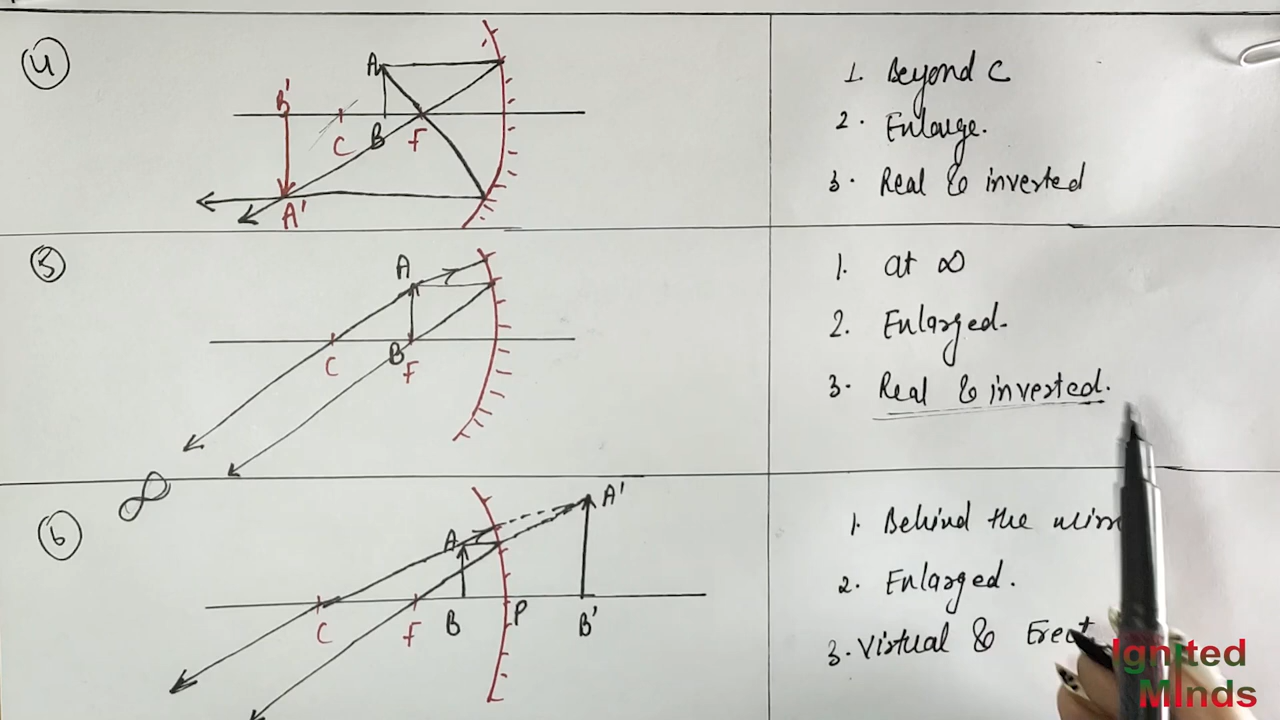 4
A
B'
C
B
F
A'
1. Beyond C
2. Enlarge.
3. Real & inverted
5
A
C
B
F
1. at ∞
2. Enlarged.
3. Real & inverted.
∞
6
A
A'
C
F
B
P
B'
1. Behind the
2. Enlarged.
3. Virtual & Erect
Ignited
Minds